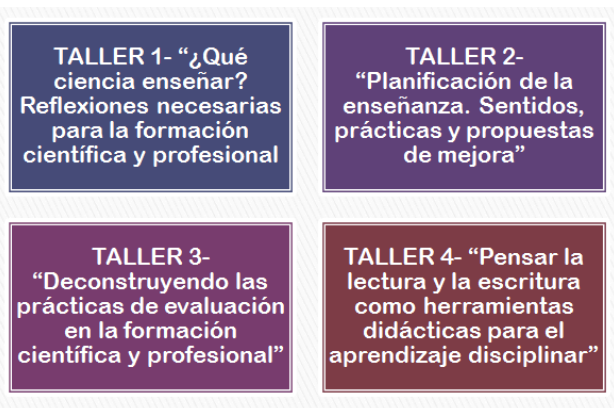 TALLER 1- “¿Qué
ciencia enseñar?
Reflexiones necesarias
para la formación
científica y profesional
TALLER 2-
“Planificación de la
enseñanza. Sentidos,
prácticas y propuestas
de mejora”
TALLER 3-
“Deconstruyendo las
prácticas de evaluación
en la formación
científica y profesional”
TALLER 4- “Pensar la
lectura y la escritura
como herramientas
didácticas para el
aprendizaje disciplinar”